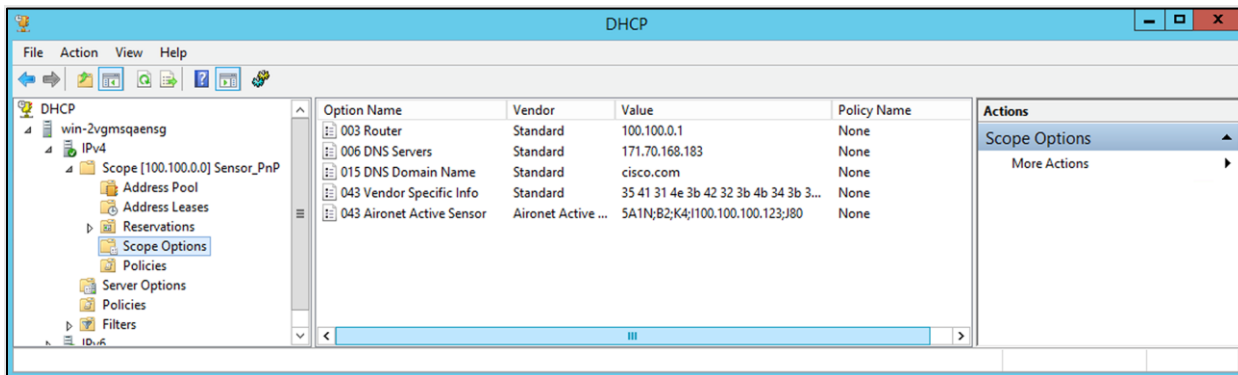 DHCP
File Action View Help
DHCP
win-2vgmsqaensg
IPv4
Scope [100.100.0.0] Sensor_PnP
Address Pool
Address Leases
Reservations
Scope Options
Policies
Server Options
Policies
Filters
IPv6
Option Name Vendor Value Policy Name
003 Router Standard 100.100.0.1 None
006 DNS Servers Standard 171.70.168.183 None
015 DNS Domain Name Standard cisco.com None
043 Vendor Specific Info Standard 35 41 31 4e 3b 42 32 3b 4b 34 3b 3... None
043 Aironet Active Sensor Aironet Active ... 5A1N;B2;K4;I100.100.100.123;J80 None
Actions
Scope Options
More Actions